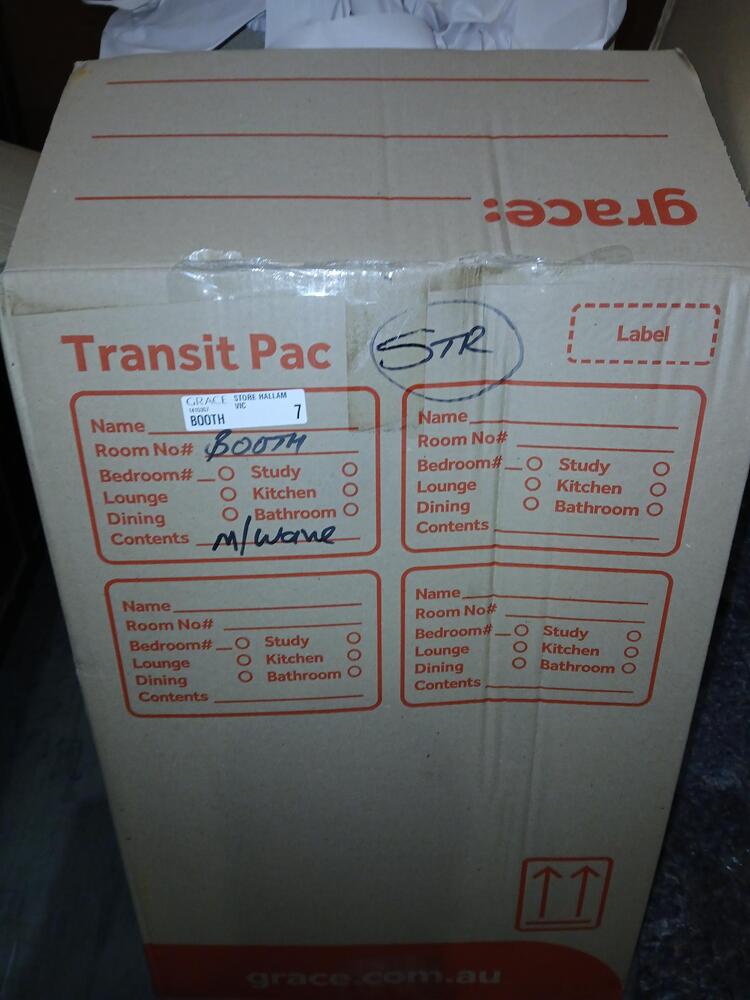 grace:
Transit Pac
STR
Label
GRACE STORE HALLAM
VIC
BOOTH 7
Name
Room No# BOOTH
Bedroom# Study
Lounge Kitchen
Dining Bathroom
Contents M/Wave
Name
Room No#
Bedroom# Study
Lounge Kitchen
Dining Bathroom
Contents
Name
Room No#
Bedroom# Study
Lounge Kitchen
Dining Bathroom
Contents
Name
Room No#
Bedroom# Study
Lounge Kitchen
Dining Bathroom
Contents
grace.com.au